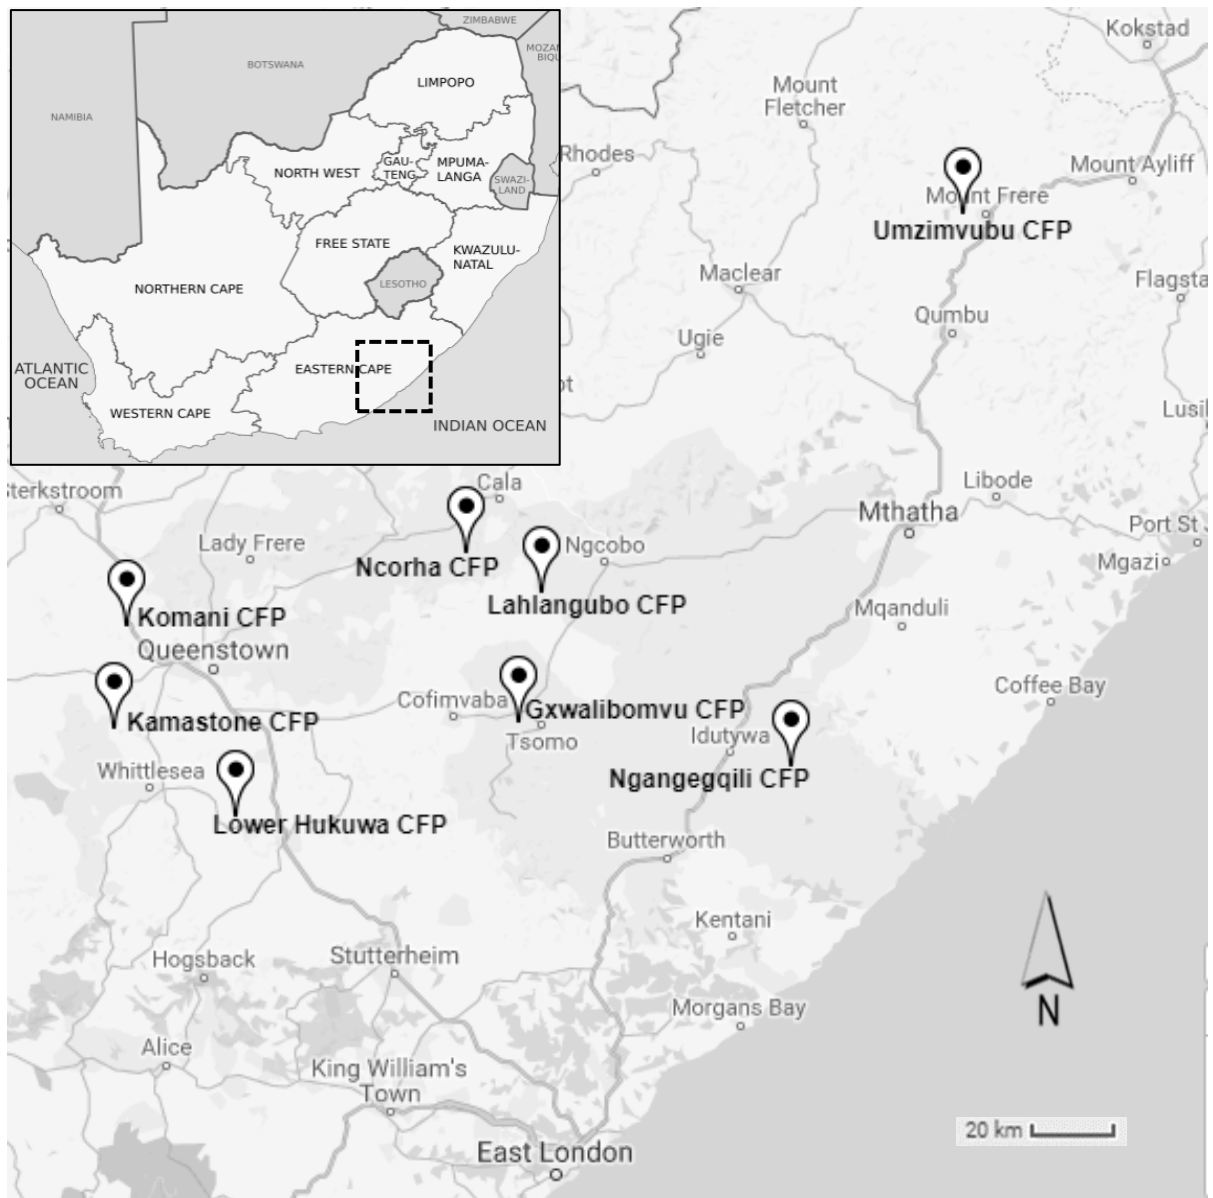 ZIMBABWE
BOTSWANA
MOZAM
BIQU
LIMPOPO
NAMIBIA
NORTH WEST
GAU-
TENG
MPUMA-
LANGA
SWAZI-
LAND
FREE STATE
KWAZULU-
NATAL
LESOTHO
NORTHERN CAPE
ATLANTIC
OCEAN
EASTERN CAPE
WESTERN CAPE
INDIAN OCEAN
Kokstad
Mount
Fletcher
Rhodes
Mount Ayliff
Mount Frere
Umzimvubu CFP
Maclear
Flagsta
Qumbu
Ugie
ot
Lusil
Cala
Sterkstroom
Libode
Mthatha
Port St J
Lady Frere
Ngcobo
Ncorha CFP
Mgazi
Lahlangubo CFP
Komani CFP
Mqanduli
Queenstown
Coffee Bay
Cofimvaba
Gxwalibomvu CFP
Kamastone CFP
Tsomo
Idutywa
Whittlesea
Ngangegqili CFP
Lower Hukuwa CFP
Butterworth
Kentani
Hogsback
Stutterheim
Morgans Bay
N
Alice
King William's
Town
20 km
East London